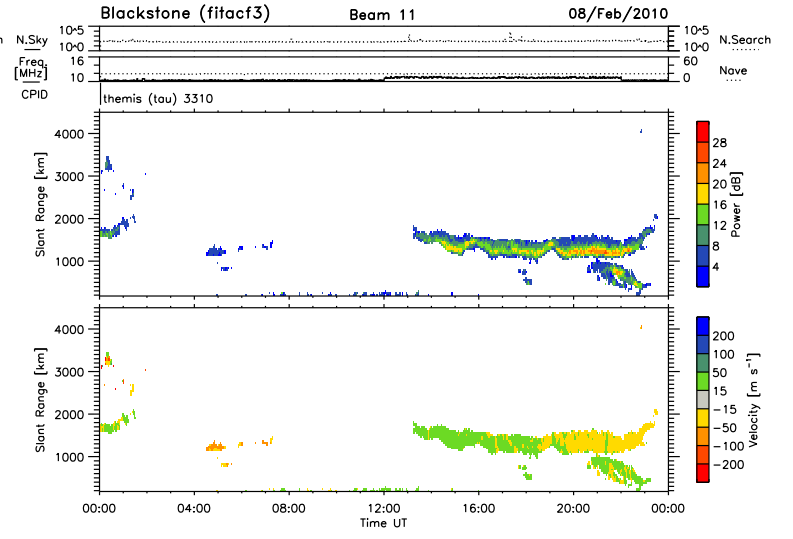 Blackstone (fitacf3) Beam 11 08/Feb/2010
N.Sky 10^5 10^5 N.Search
10^0 10^0
Freq. 16 60 Nave
[MHz] 10 0
CPID themis (tau) 3310
Slant Range [km]
4000
3000
2000
1000
28
24
20
16
12
8
4
Power [dB]
Slant Range [km]
4000
3000
2000
1000
200
100
50
15
-15
-50
-100
-200
Velocity [m s⁻¹]
00:00 04:00 08:00 12:00 16:00 20:00 00:00
Time UT